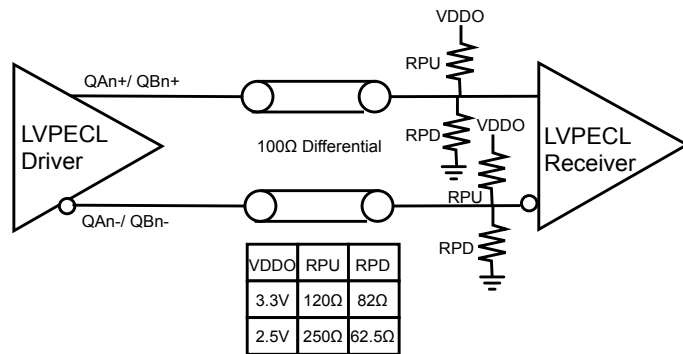 VDDO
QAn+/ QBn+
RPU
LVPECL
Driver
RPD
VDDO
LVPECL
Receiver
100Ω Differential
RPU
QAn-/ QBn-
RPD
VDDO RPU RPD
3.3V 120Ω 82Ω
2.5V 250Ω 62.5Ω